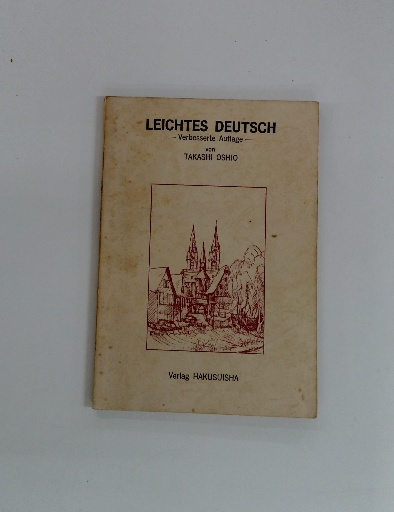 LEICHTES DEUTSCH
—Verbesserte Auflage—
von
TAKASHI OSHIO
Verlag HAKUSUISHA